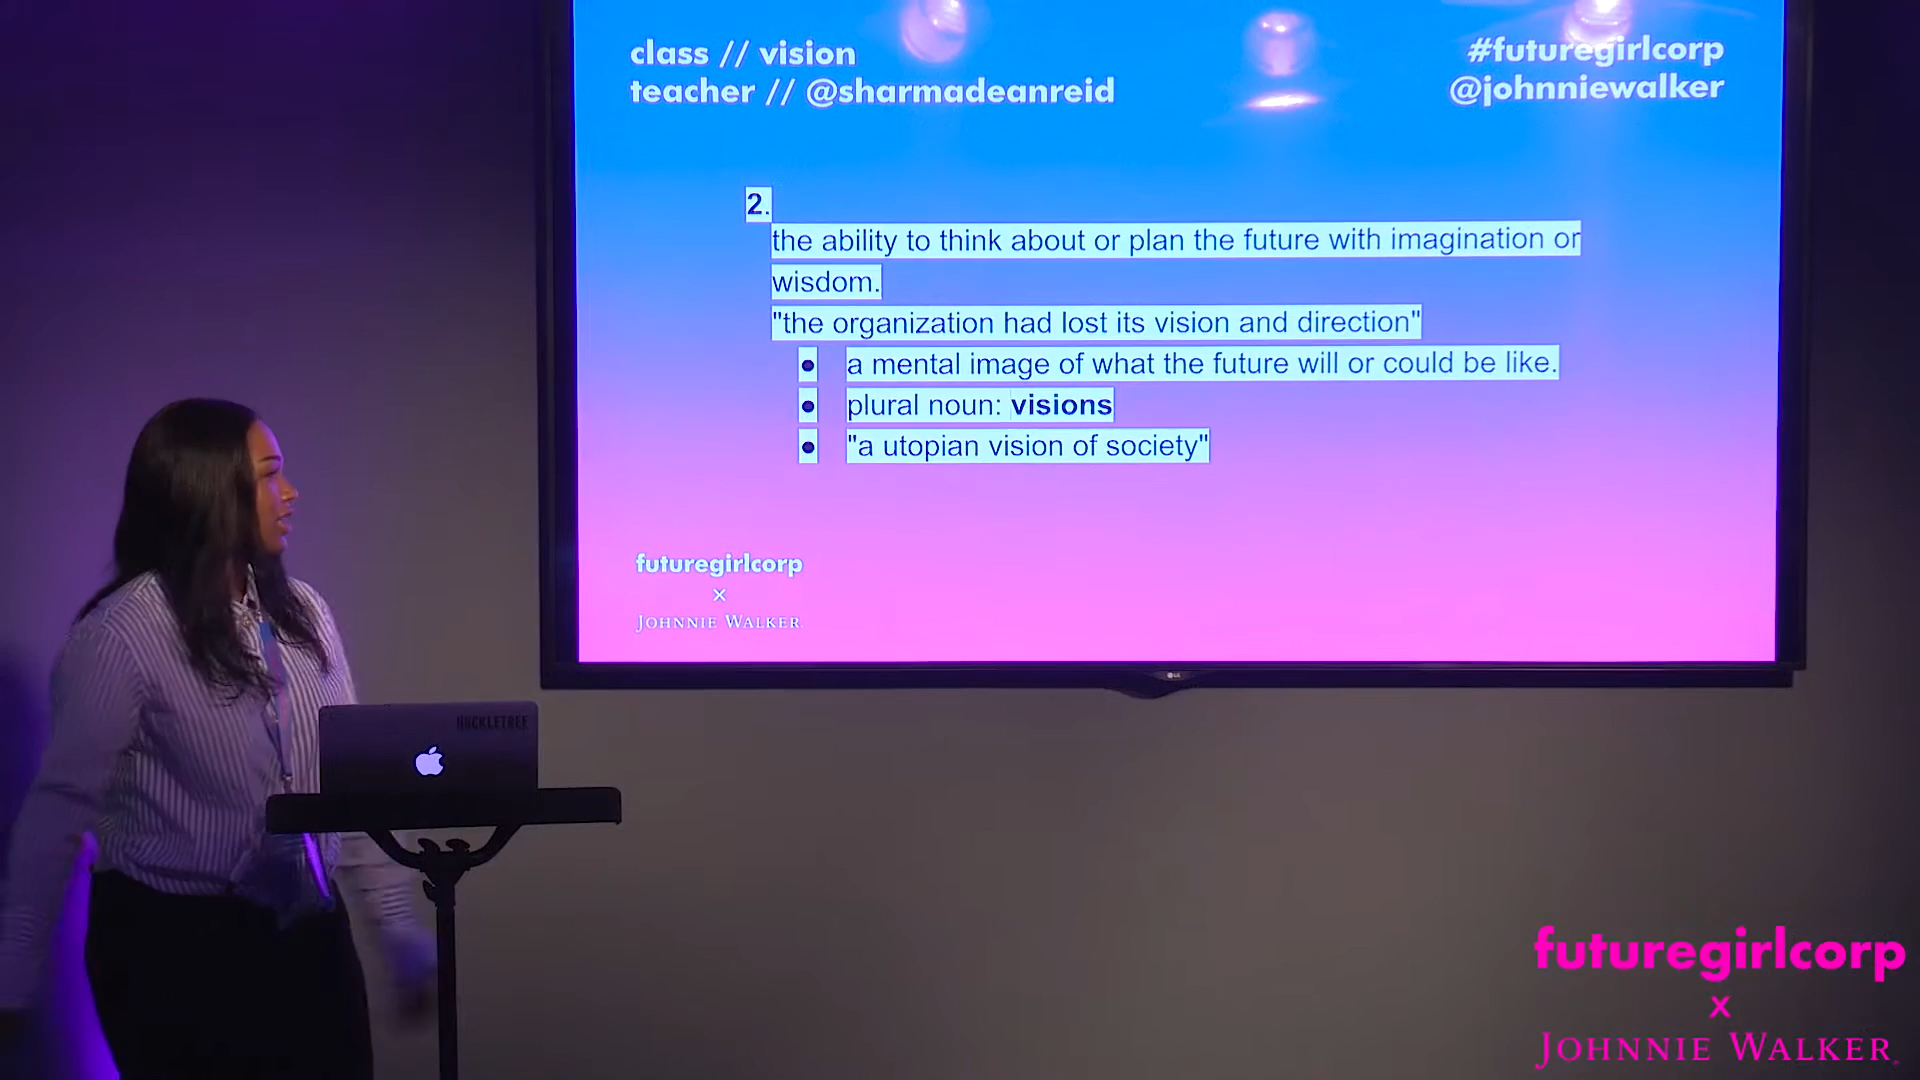 class // vision
teacher // @sharmadeanreid
#futuregirlcorp
@johnniewalker
2.
the ability to think about or plan the future with imagination or
wisdom.
"the organization had lost its vision and direction"
• a mental image of what the future will or could be like.
• plural noun: visions
• "a utopian vision of society"
futuregirlcorp
x
JOHNNIE WALKER
LG
HUCKLETREE
futuregirlcorp
x
JOHNNIE WALKER.